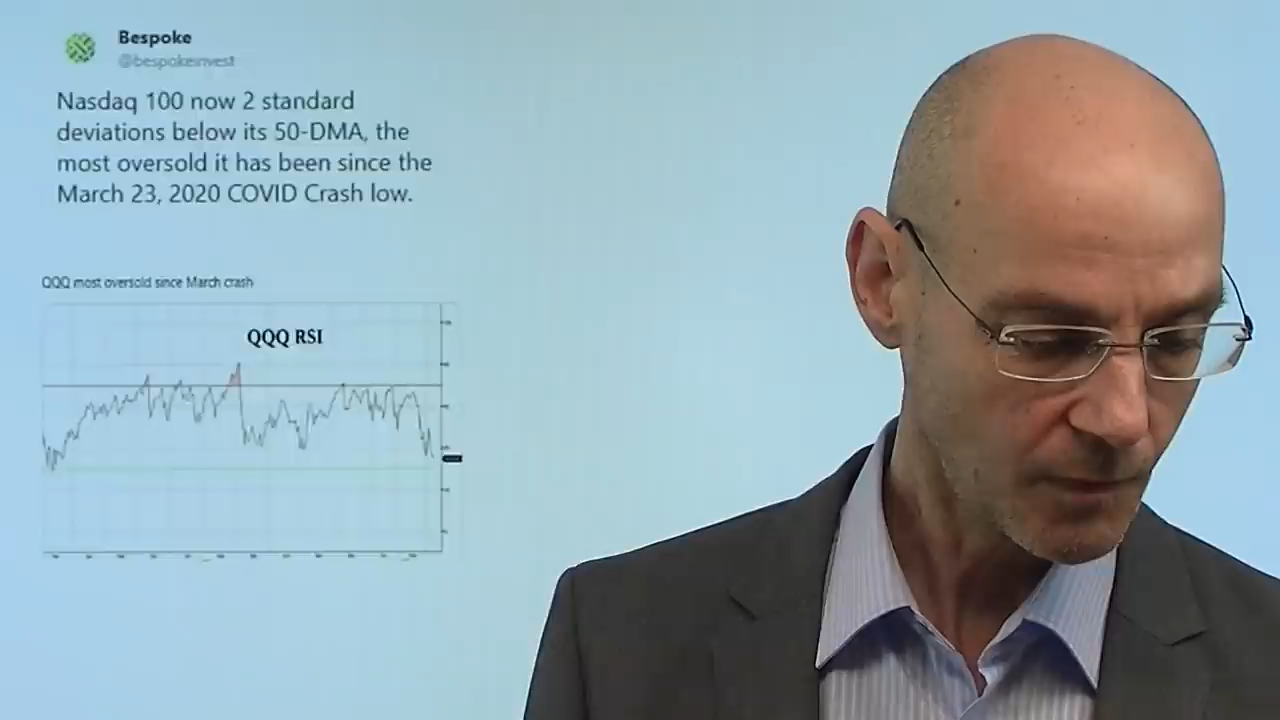 Bespoke
@bespokeinvest
Nasdaq 100 now 2 standard
deviations below its 50-DMA, the
most oversold it has been since the
March 23, 2020 COVID Crash low.
QQQ most oversold since March crash
QQQ RSI